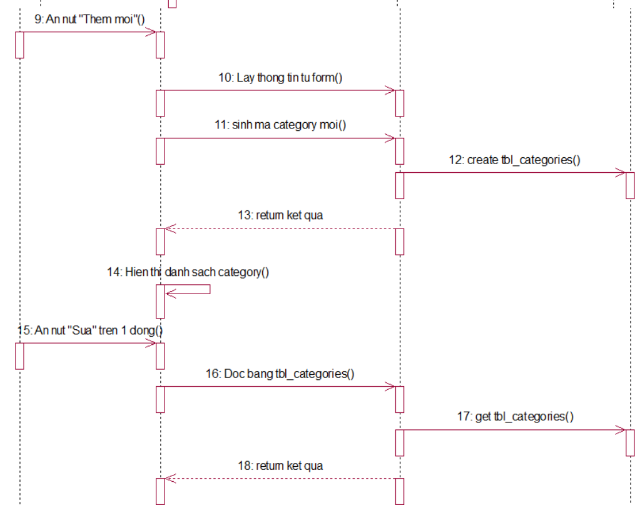 9: An nut "Them moi"()
10: Lay thong tin tu form()
11: sinh ma category moi()
12: create tbl_categories()
13: return ket qua
14: Hien thi danh sach category()
15: An nut "Sua" tren 1 dong()
16: Doc bang tbl_categories()
17: get tbl_categories()
18: return ket qua